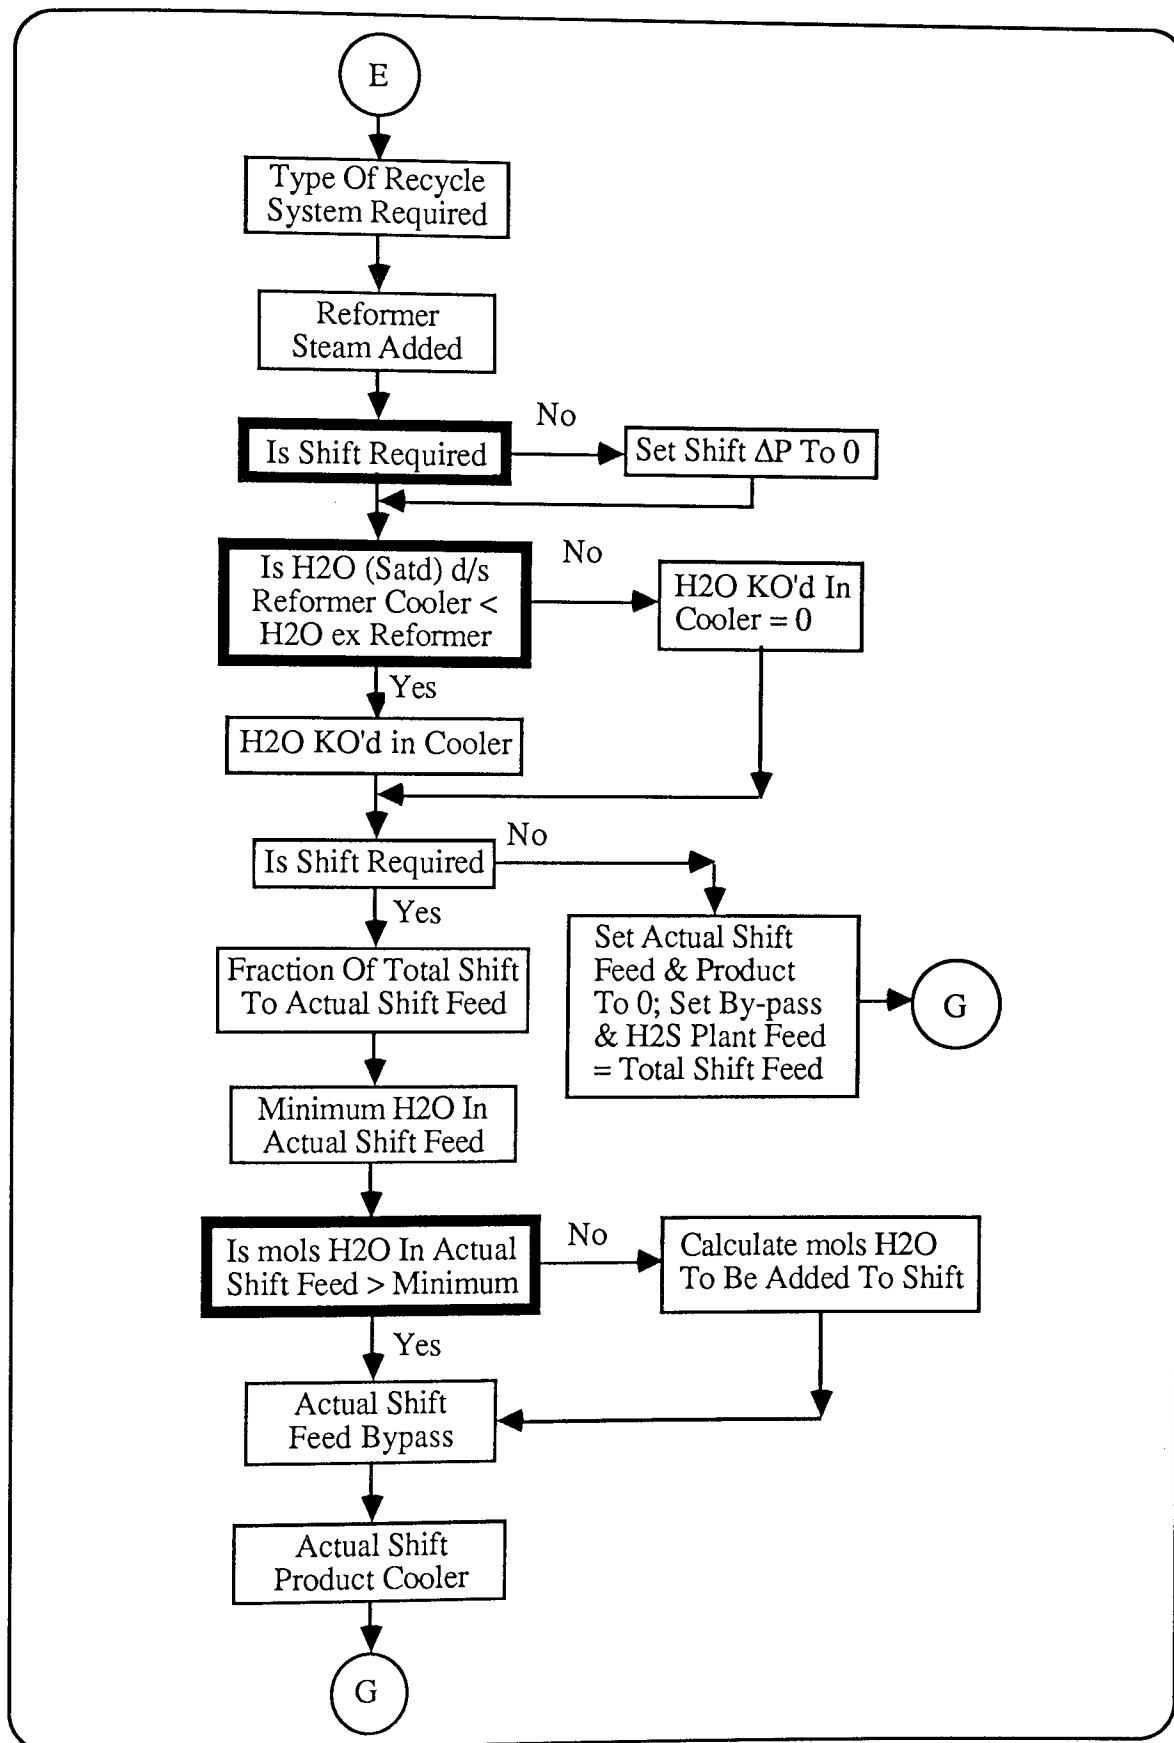 E
Type Of Recycle
System Required
Reformer
Steam Added
No
Is Shift Required
Set Shift ΔP To 0
Is H2O (Satd) d/s
Reformer Cooler <
H2O ex Reformer
No
H2O KO'd In
Cooler = 0
Yes
H2O KO'd in Cooler
No
Is Shift Required
Yes
Set Actual Shift
Feed & Product
To 0; Set By-pass
& H2S Plant Feed
= Total Shift Feed
G
Fraction Of Total Shift
To Actual Shift Feed
Minimum H2O In
Actual Shift Feed
Is mols H2O In Actual
Shift Feed > Minimum
No
Calculate mols H2O
To Be Added To Shift
Yes
Actual Shift
Feed Bypass
Actual Shift
Product Cooler
G